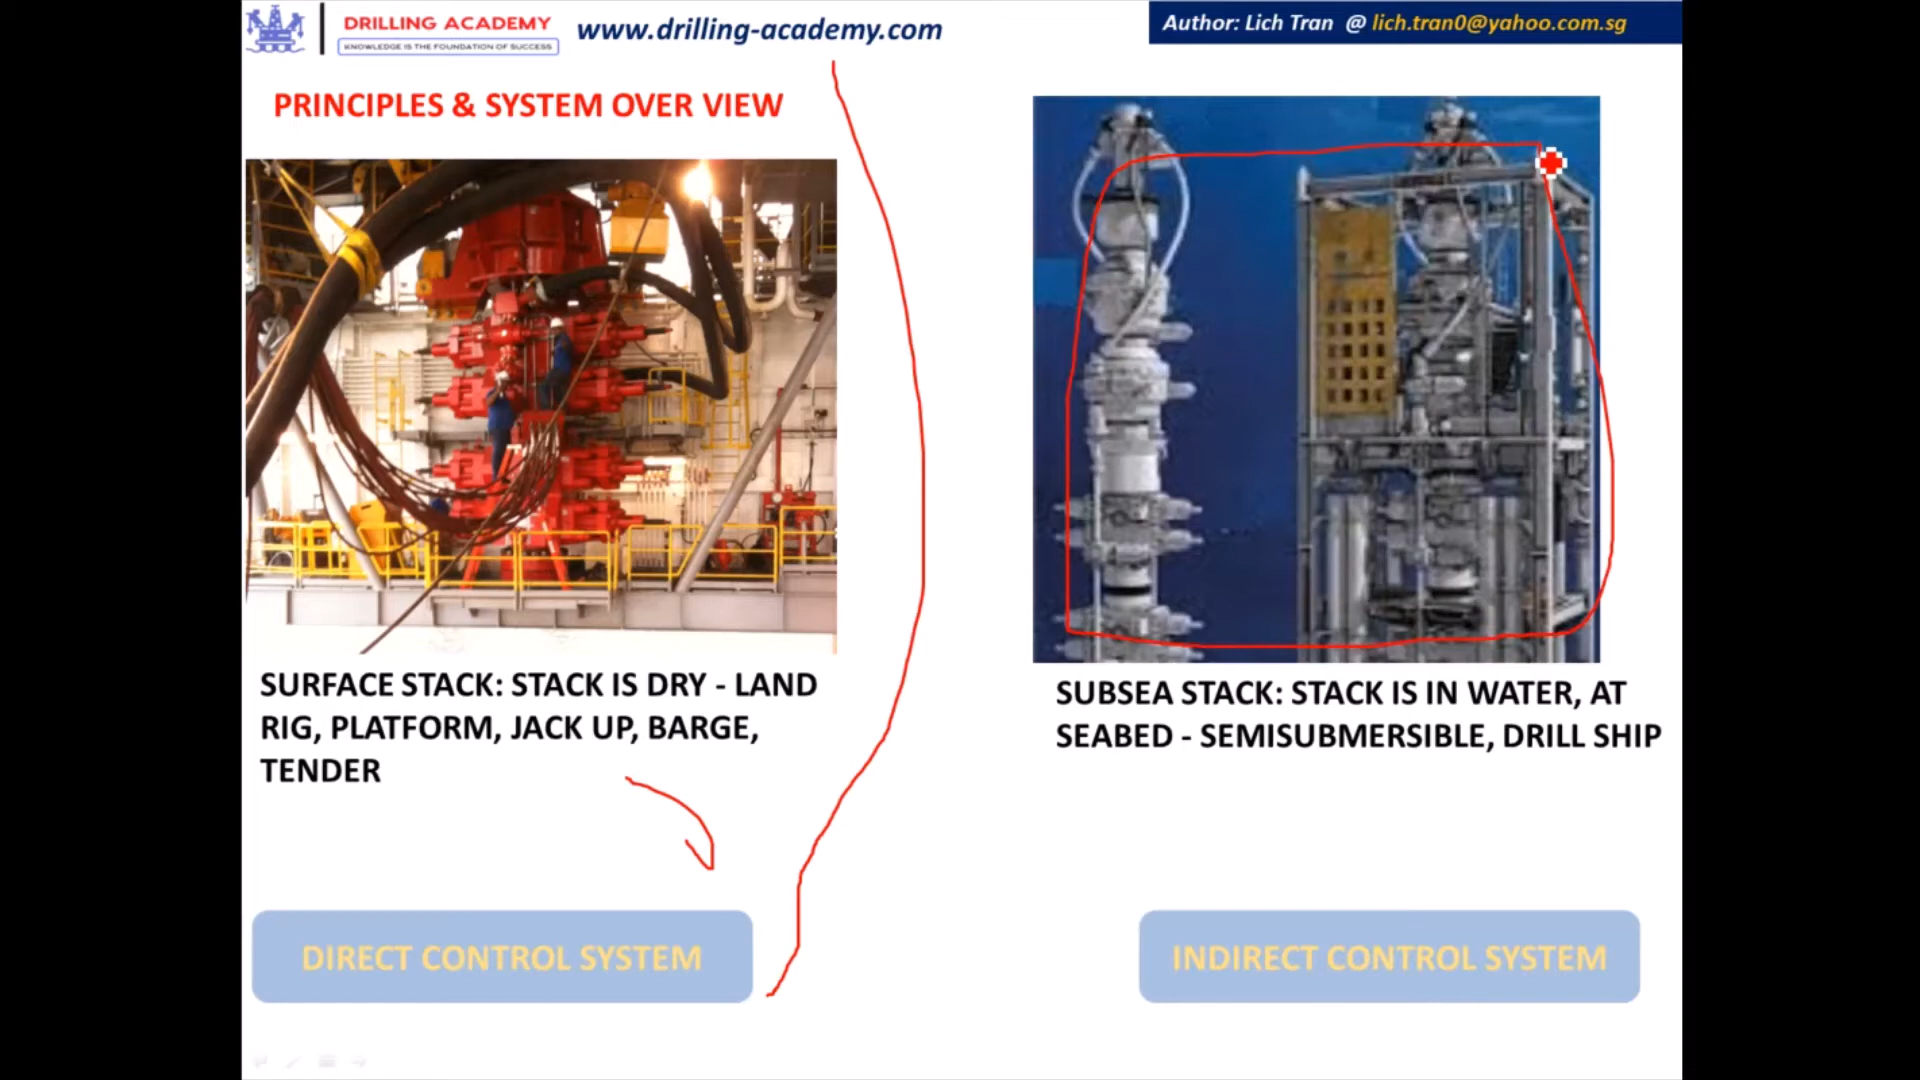 DRILLING ACADEMY
KNOWLEDGE IS THE FOUNDATION OF SUCCESS
www.drilling-academy.com
Author: Lich Tran @ lich.tran0@yahoo.com.sg
PRINCIPLES & SYSTEM OVER VIEW
SURFACE STACK: STACK IS DRY - LAND
RIG, PLATFORM, JACK UP, BARGE,
TENDER
SUBSEA STACK: STACK IS IN WATER, AT
SEABED - SEMISUBMERSIBLE, DRILL SHIP
DIRECT CONTROL SYSTEM
INDIRECT CONTROL SYSTEM